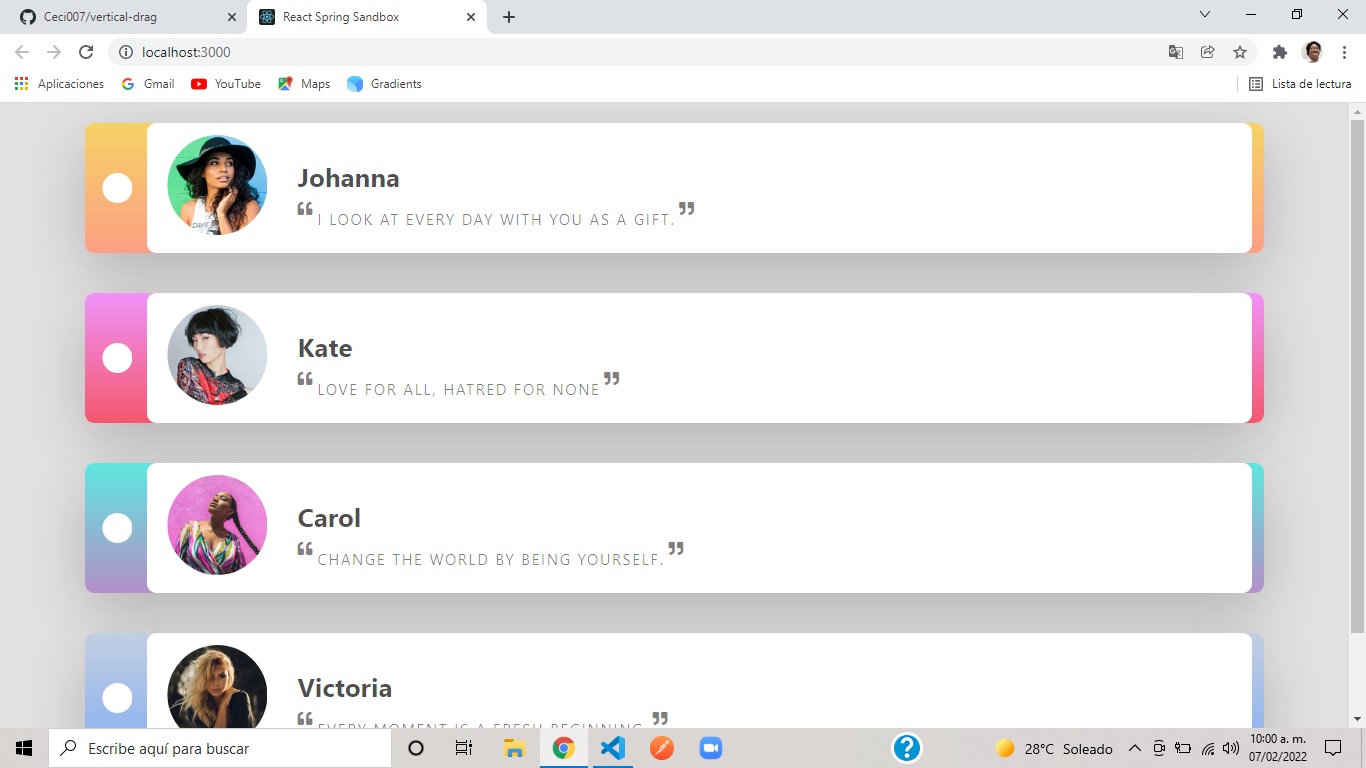 Ceci007/vertical-drag
React Spring Sandbox
localhost:3000
Aplicaciones
Gmail
YouTube
Maps
Gradients
Lista de lectura
Johanna
“ I LOOK AT EVERY DAY WITH YOU AS A GIFT. ”
Kate
“ LOVE FOR ALL, HATRED FOR NONE ”
Carol
“ CHANGE THE WORLD BY BEING YOURSELF. ”
Victoria
“ EVERY MOMENT IS A FRESH BEGINNING. ”
Escribe aquí para buscar
28°C Soleado
10:00 a. m.
07/02/2022